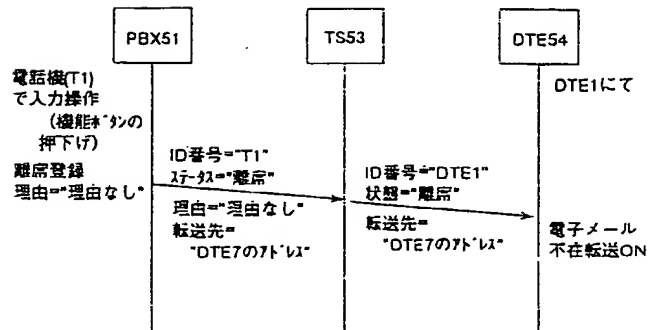 PBX51
TS53
DTE54
電話機(T1)
で入力操作
(機能ボタンの
押下げ)
離席登録
理由="理由なし"
ID番号="T1"
ステータス="離席"
理由="理由なし"
転送先=
"DTE7のアドレス"
ID番号="DTE1"
状態="離席"
転送先=
"DTE7のアドレス"
DTE1にて
電子メール
不在転送ON